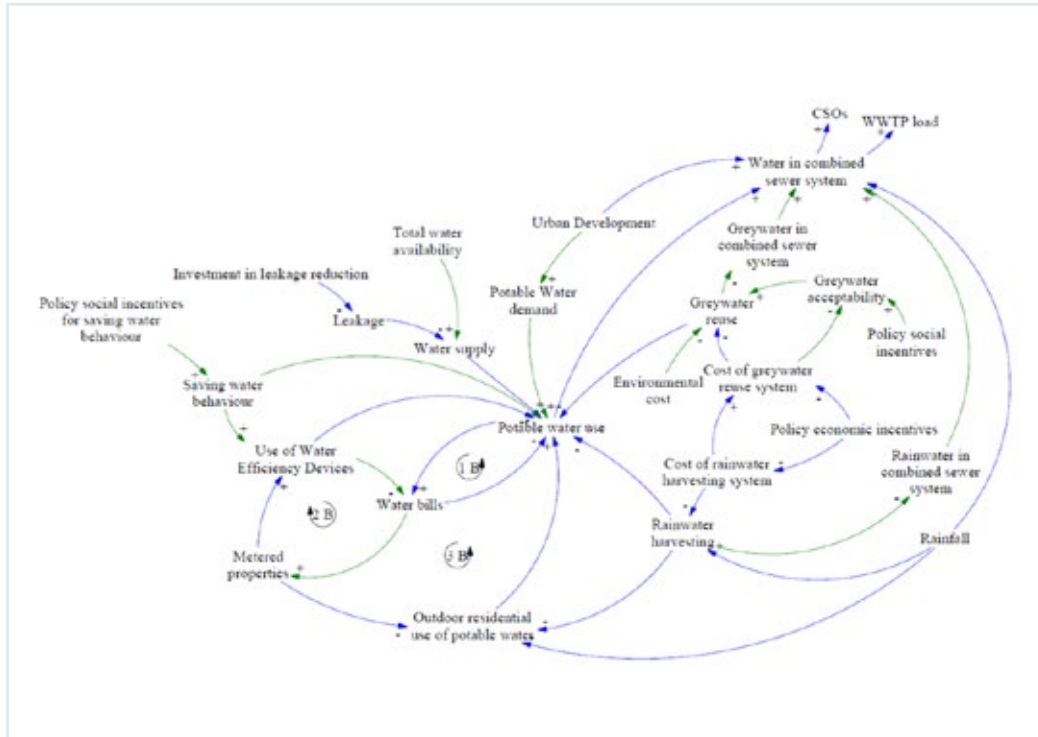 CSOs
WWTP load
Water in combined
sewer system
Urban Development
Greywater in
combined sewer
system
Total water
availability
Investment in leakage reduction
Greywater
acceptability
Potable Water
demand
Policy social incentives
for saving water
behaviour
Greywater
reuse
Leakage
Water supply
Policy social
incentives
Cost of greywater
reuse system
Environmental
cost
Saving water
behaviour
Potable water use
Policy economic incentives
Use of Water
Efficiency Devices
1 B
Cost of rainwater
harvesting system
Rainwater in
combined sewer
system
Water bills
2 B
Rainwater
harvesting
Rainfall
3 B
Metered
properties
Outdoor residential
use of potable water